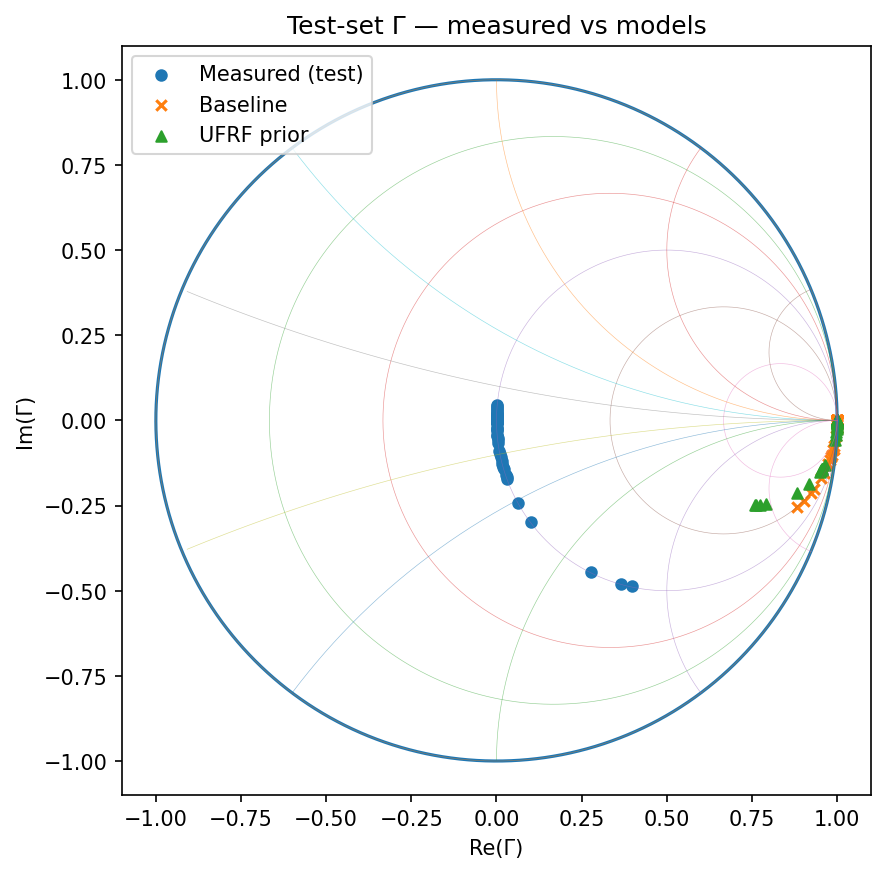 Test-set Γ — measured vs models
Measured (test)
Baseline
UFRF prior
1.00
0.75
0.50
0.25
0.00
−0.25
−0.50
−0.75
−1.00
Im(Γ)
−1.00 −0.75 −0.50 −0.25 0.00 0.25 0.50 0.75 1.00
Re(Γ)